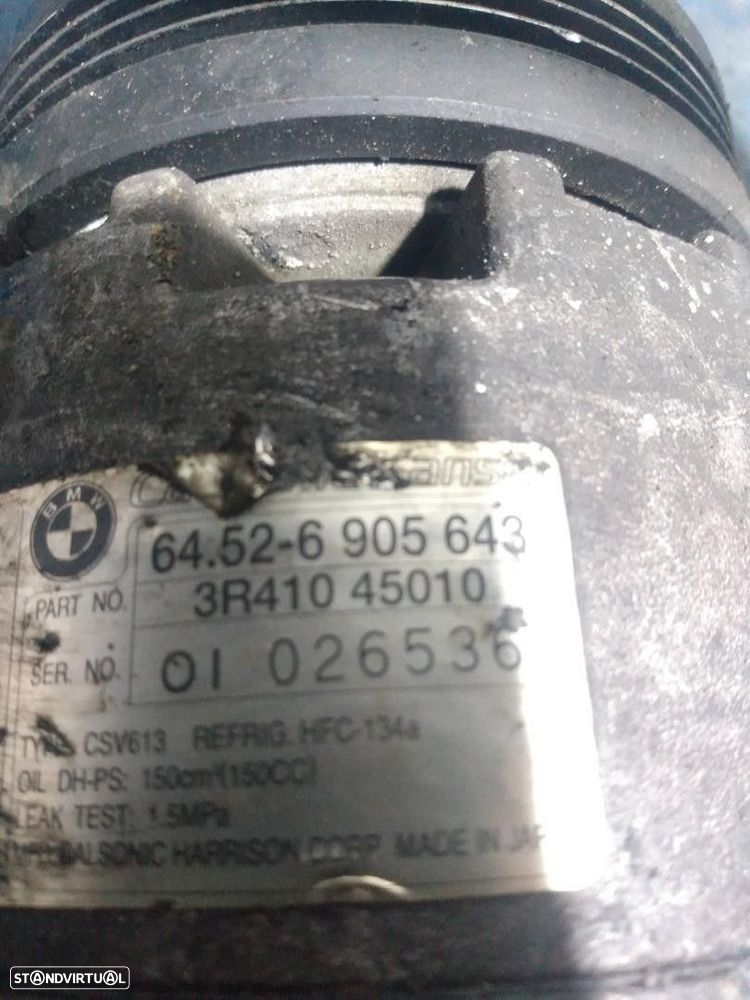 BMW
64.52-6 905 643
PART NO. 3R410 45010
SER. NO. 01 026536
TYPE CSV613 REFRIG. HFC-134a
OIL DH-PS: 150cm³(150CC)
LEAK TEST: 1.5MPa
HARRISON CORP. MADE IN
STANDVIRTUAL